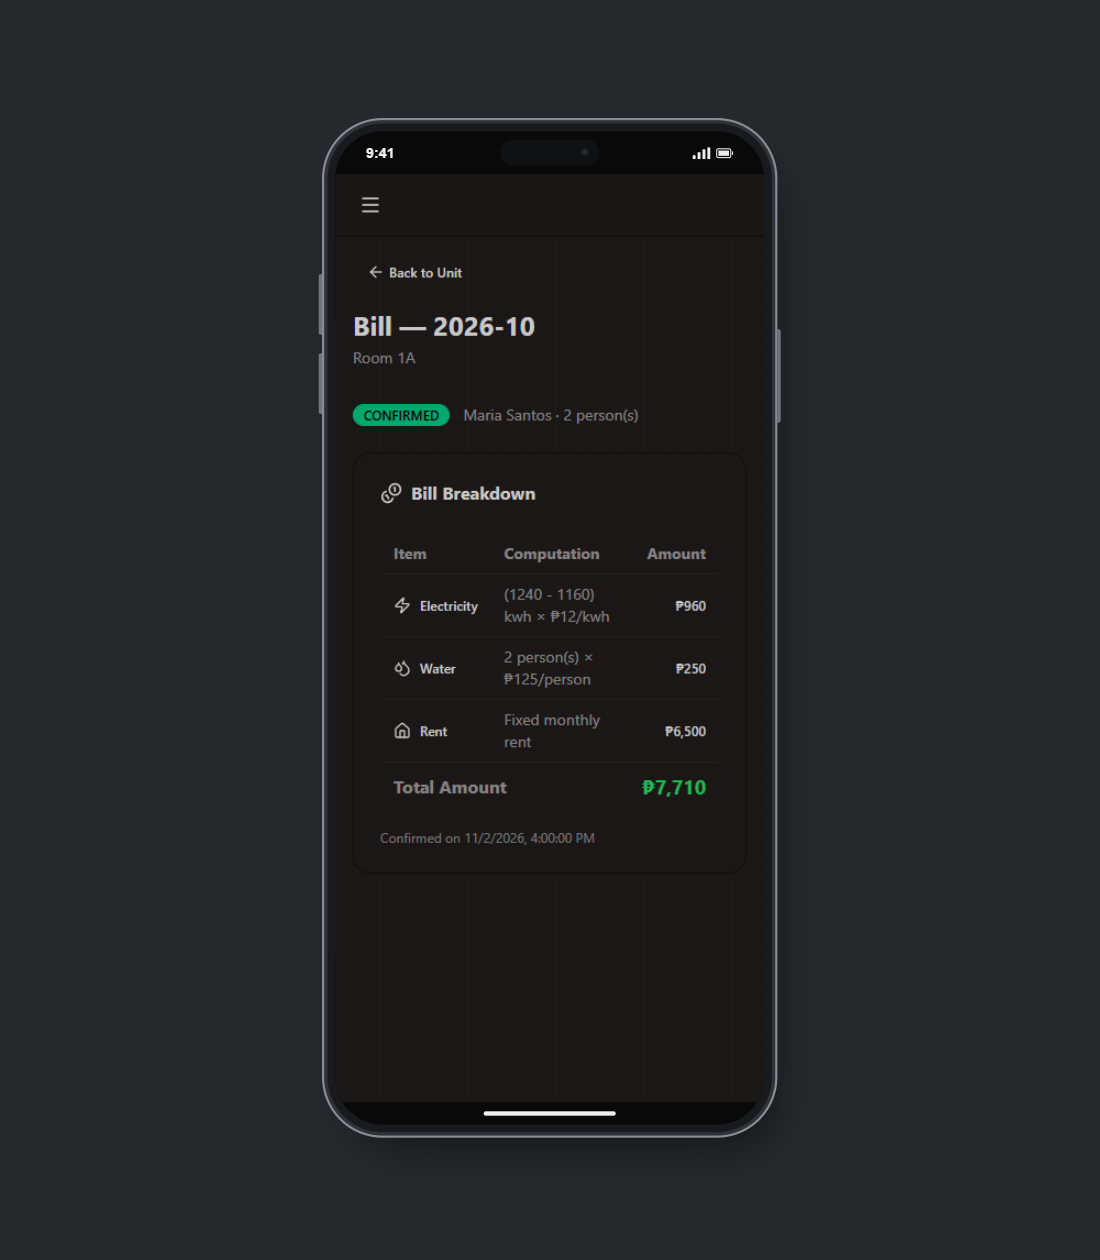 9:41
Back to Unit
Bill — 2026-10
Room 1A
CONFIRMED Maria Santos · 2 person(s)
Bill Breakdown
Item Computation Amount
Electricity (1240 - 1160) kwh × ₱12/kwh ₱960
Water 2 person(s) × ₱125/person ₱250
Rent Fixed monthly rent ₱6,500
Total Amount ₱7,710
Confirmed on 11/2/2026, 4:00:00 PM